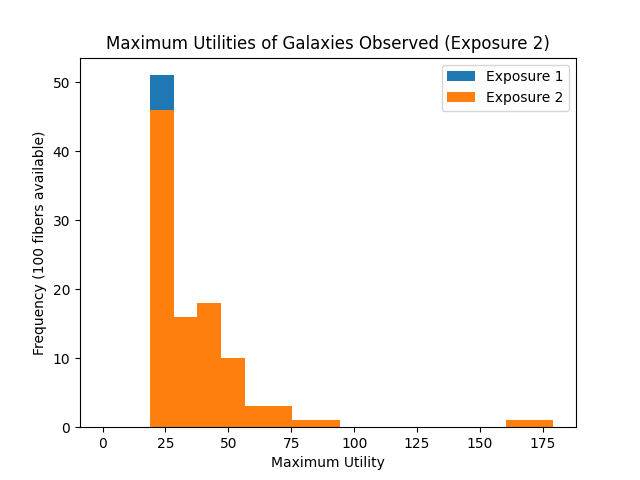 Maximum Utilities of Galaxies Observed (Exposure 2)
Exposure 1
Exposure 2
Frequency (100 fibers available)
50
40
30
20
10
0
0 25 50 75 100 125 150 175
Maximum Utility